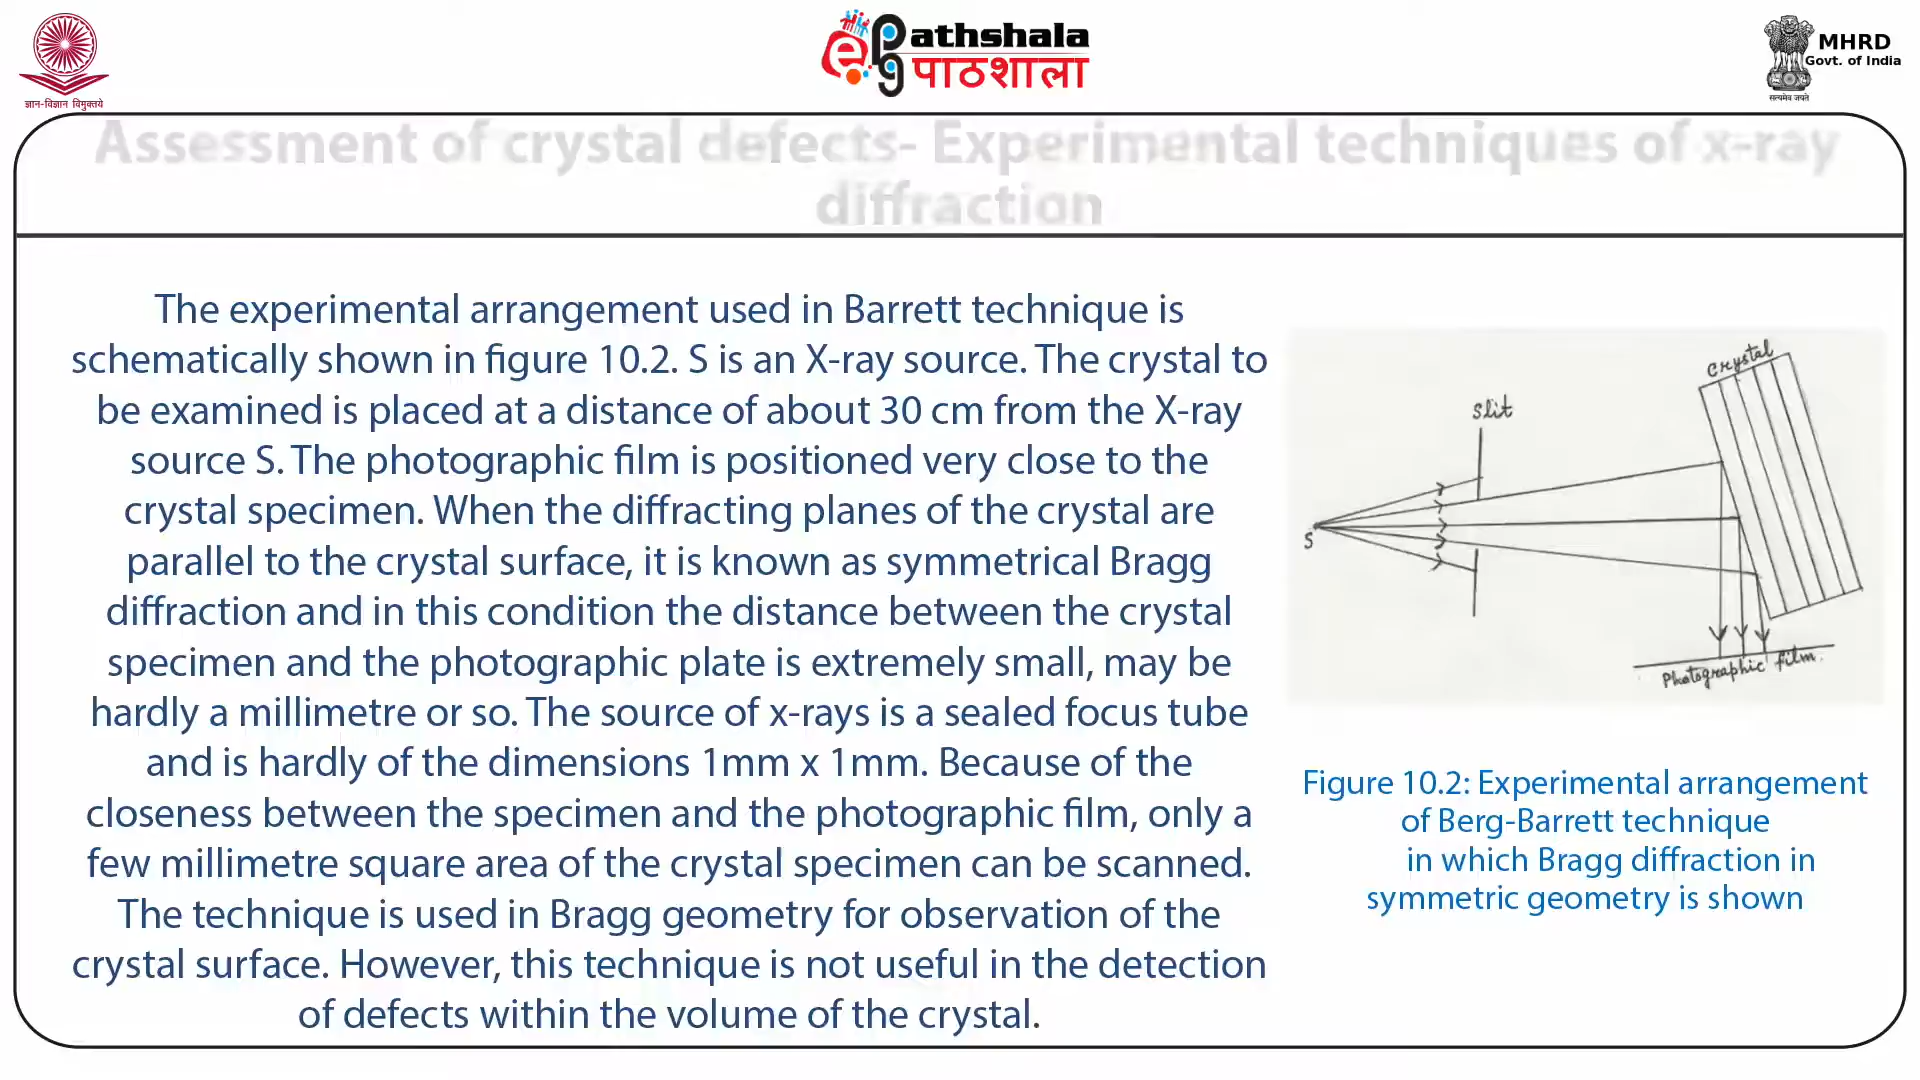 ज्ञान-विज्ञान विमुक्तये
ePathshala
पाठशाला
MHRD
Govt. of India
सत्यमेव जयते
Assessment of crystal defects- Experimental techniques of x-ray
diffraction
The experimental arrangement used in Barrett technique is
schematically shown in figure 10.2. S is an X-ray source. The crystal to
be examined is placed at a distance of about 30 cm from the X-ray
source S. The photographic film is positioned very close to the
crystal specimen. When the diffracting planes of the crystal are
parallel to the crystal surface, it is known as symmetrical Bragg
diffraction and in this condition the distance between the crystal
specimen and the photographic plate is extremely small, may be
hardly a millimetre or so. The source of x-rays is a sealed focus tube
and is hardly of the dimensions 1mm x 1mm. Because of the
closeness between the specimen and the photographic film, only a
few millimetre square area of the crystal specimen can be scanned.
The technique is used in Bragg geometry for observation of the
crystal surface. However, this technique is not useful in the detection
of defects within the volume of the crystal.
Crystal
Slit
S
Photographic film.
Figure 10.2: Experimental arrangement
of Berg-Barrett technique
in which Bragg diffraction in
symmetric geometry is shown